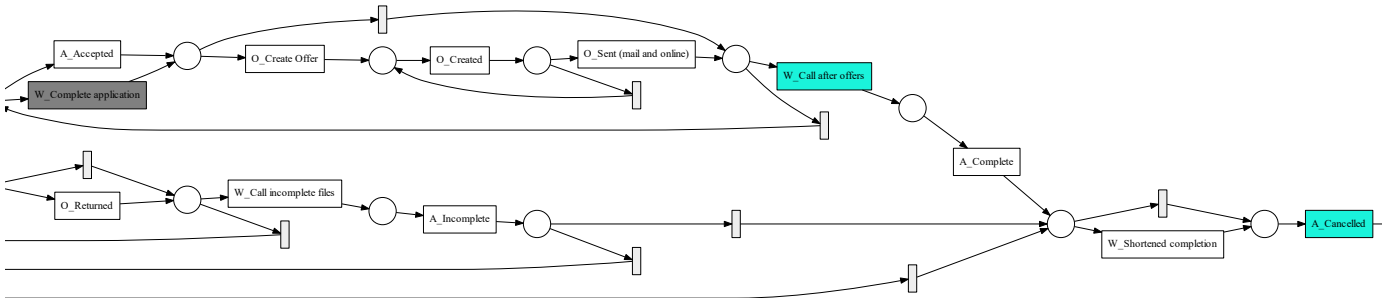 A_Accepted
W_Complete application
O_Create Offer
O_Created
O_Sent (mail and online)
W_Call after offers
A_Complete
O_Returned
W_Call incomplete files
A_Incomplete
W_Shortened completion
A_Cancelled